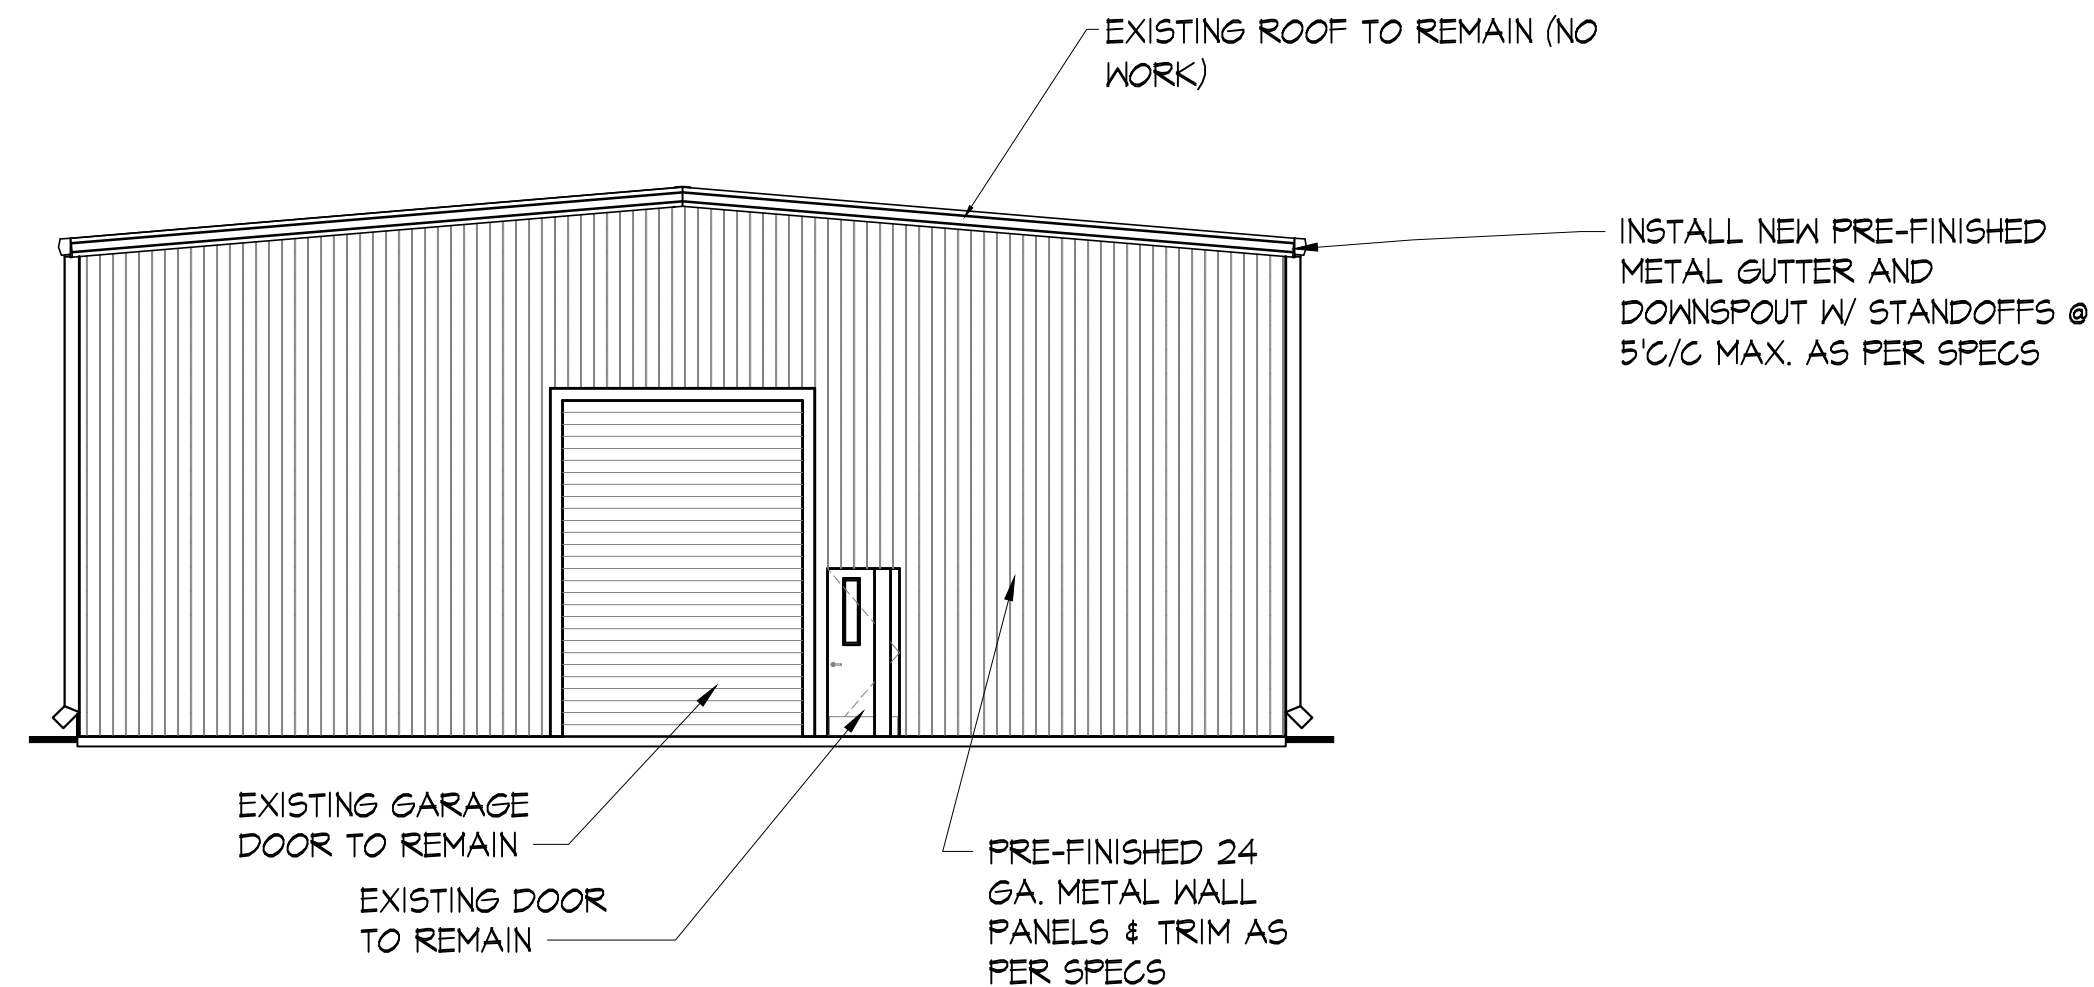 EXISTING ROOF TO REMAIN (NO
WORK)
INSTALL NEW PRE-FINISHED
METAL GUTTER AND
DOWNSPOUT W/ STANDOFFS @
5'C/C MAX. AS PER SPECS
EXISTING GARAGE
DOOR TO REMAIN
EXISTING DOOR
TO REMAIN
PRE-FINISHED 24
GA. METAL WALL
PANELS & TRIM AS
PER SPECS